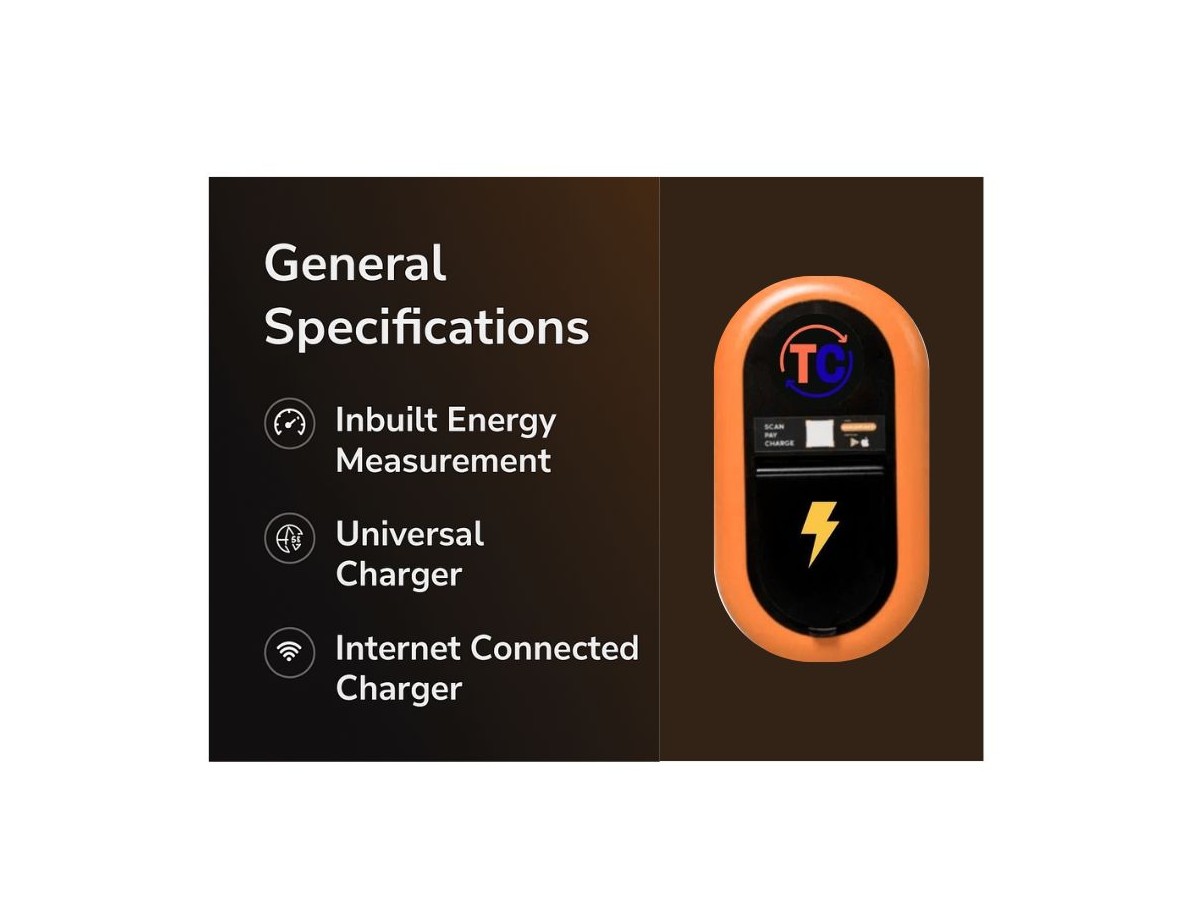 General
Specifications
Inbuilt Energy
Measurement
Universal
Charger
Internet Connected
Charger
TC
SCAN
PAY
CHARGE